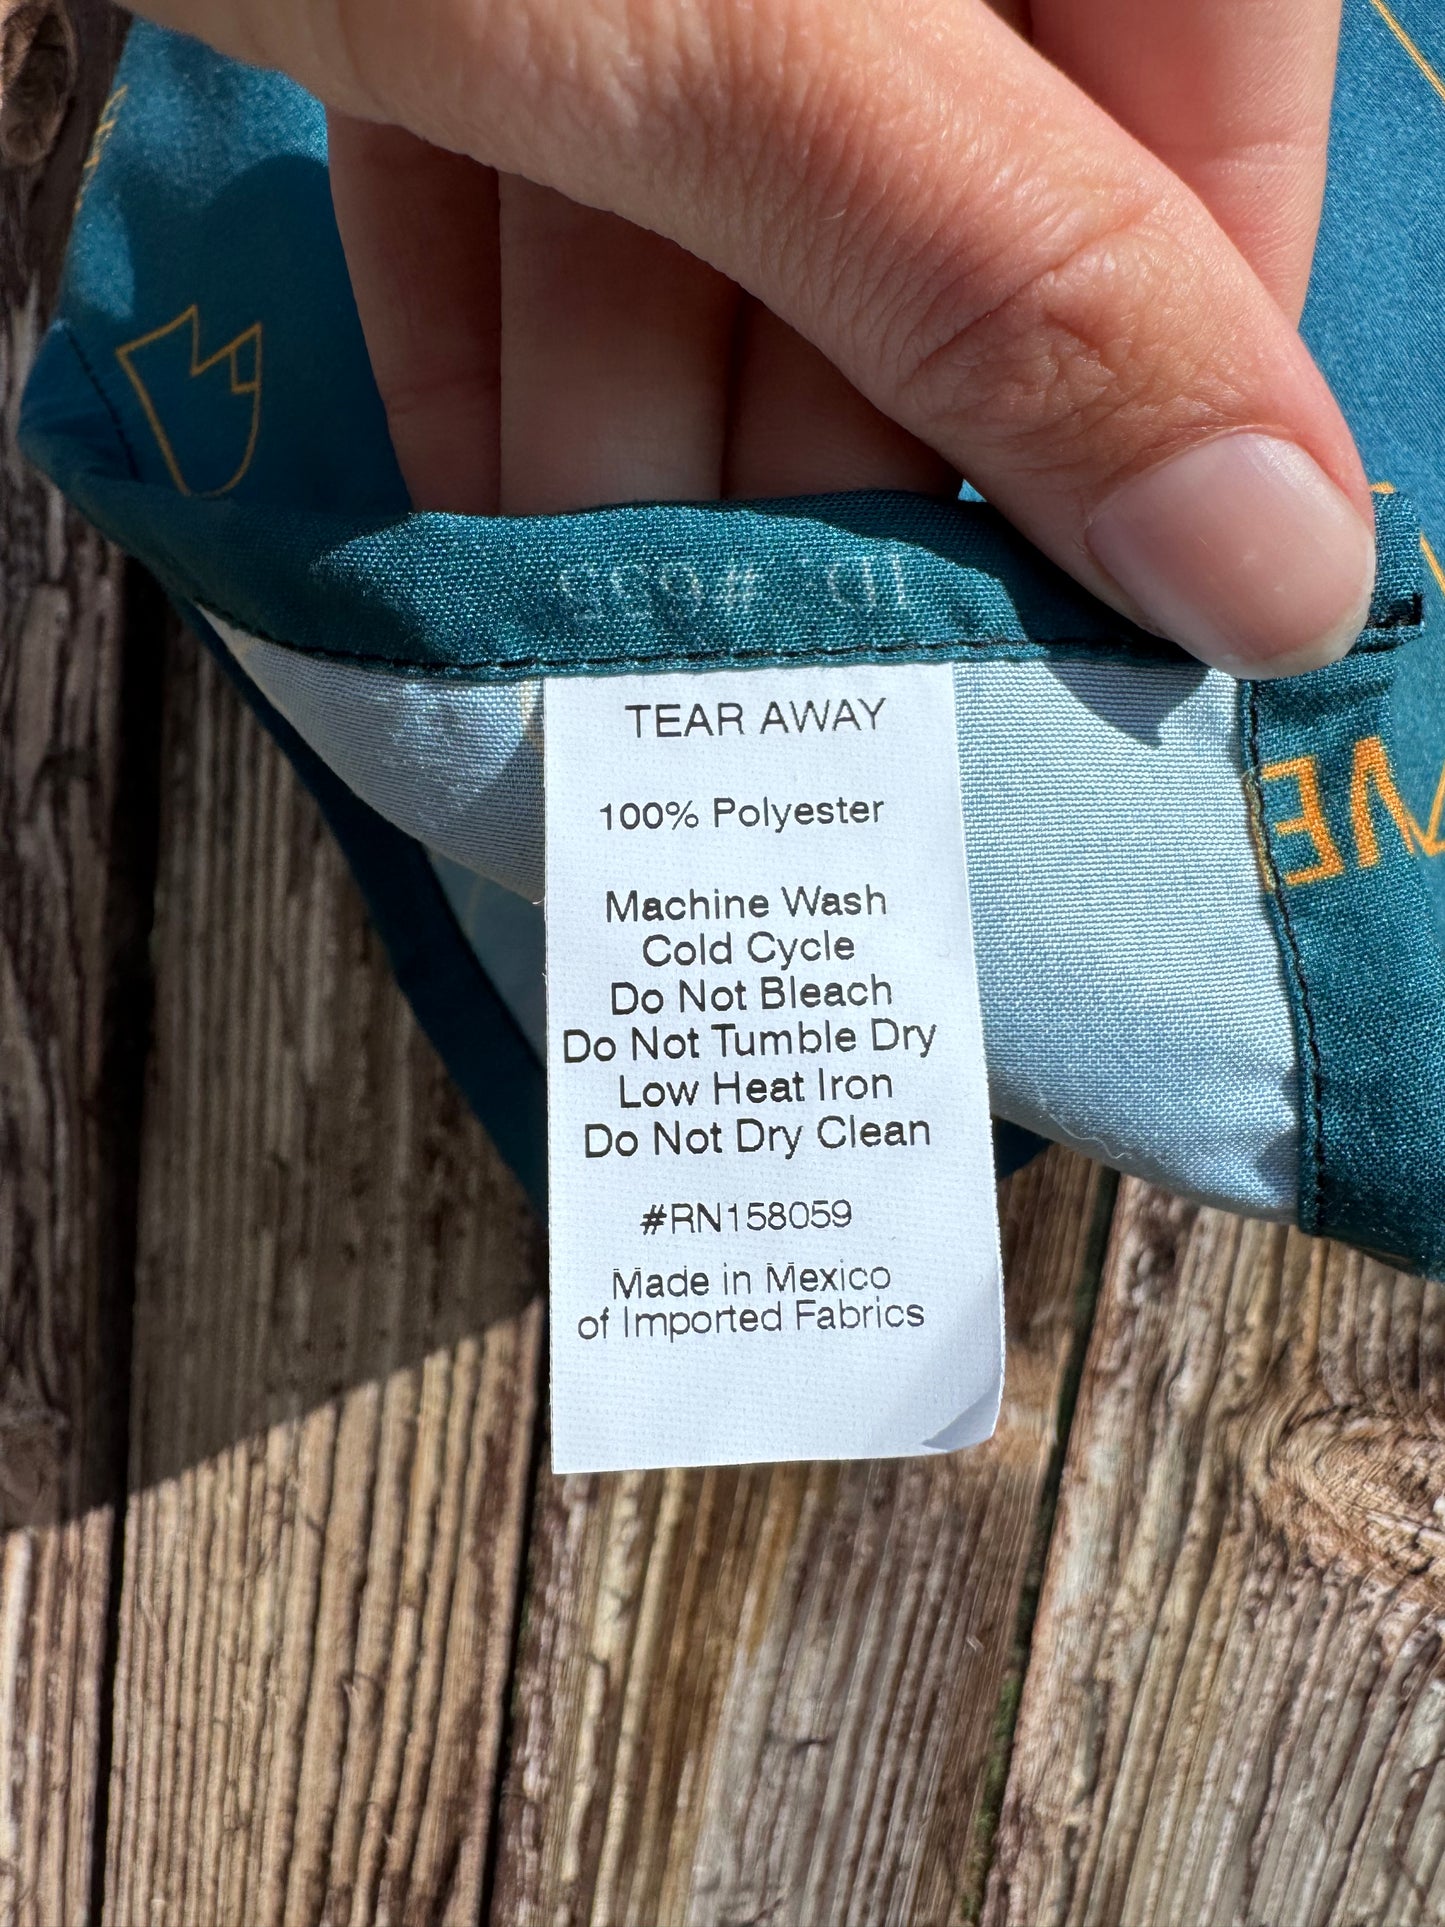 TEAR AWAY
100% Polyester
Machine Wash
Cold Cycle
Do Not Bleach
Do Not Tumble Dry
Low Heat Iron
Do Not Dry Clean
#RN158059
Made in Mexico
of Imported Fabrics